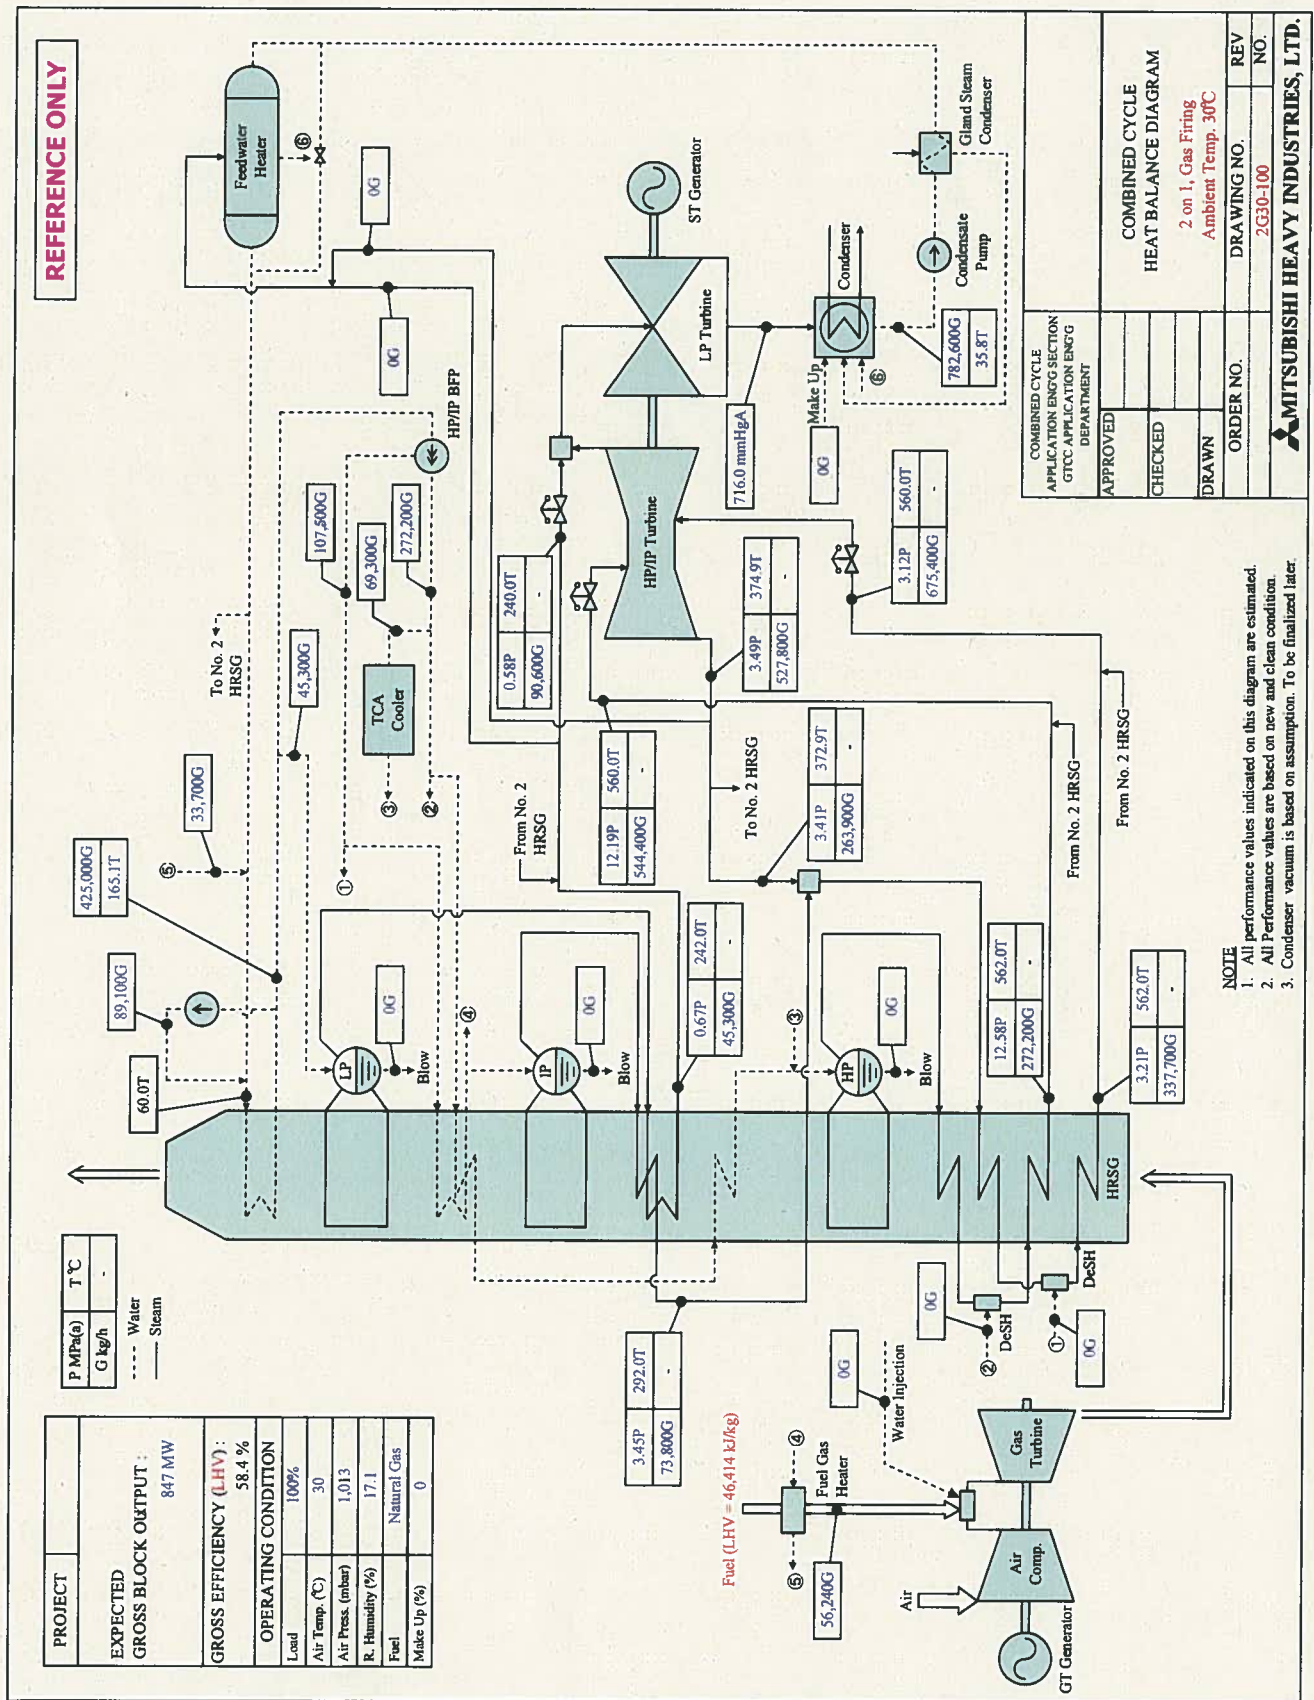 REFERENCE ONLY
PROJECT
EXPECTED
GROSS BLOCK OUTPUT :
847 MW
GROSS EFFICIENCY (LHV) :
58.4 %
OPERATING CONDITION
Load 100%
Air Temp. (℃) 30
Air Press. (mbar) 1,013
R. Humidity (%) 17.1
Fuel Natural Gas
Make Up (%) 0
P MPa(a) T ℃
G kg/h -
Water
Steam
60.0T
89,100G
425,000G
165.1T
⑤
33,700G
To No. 2
HRSG
45,300G
Feedwater
Heater
⑥
0G
0G
107,500G
69,300G
272,200G
HP/IP BFP
TCA
Cooler
③
②
①
LP
0G
Blow
④
IP
0G
Blow
From No. 2
HRSG
0.58P 240.0T
90,600G -
12.19P 560.0T
544,400G -
HP/IP Turbine
LP Turbine
ST Generator
3.49P 374.9T
527,800G -
716.0 mmHgA
Make Up
0G
Condenser
⑥
782,600G
35.8T
Condensate
Pump
Gland Steam
Condenser
3.12P 560.0T
675,400G -
To No. 2 HRSG
3.41P 372.9T
263,900G -
0.67P 242.0T
45,300G -
③
HP
0G
Blow
12.58P 562.0T
272,200G -
From No. 2 HRSG
From No. 2 HRSG
3.21P 562.0T
337,700G -
HRSG
3.45P 292.0T
73,800G -
0G
②
DeSH
DeSH
①
0G
Fuel (LHV = 46,414 kJ/kg)
④
Fuel Gas
Heater
⑤
56,240G
0G
Water Injection
Air
Air
Comp.
Gas
Turbine
GT Generator
NOTE
1. All performance values indicated on this diagram are estimated.
2. All Performance values are based on new and clean condition.
3. Condenser vacuum is based on assumption. To be finalized later.
COMBINED CYCLE
APPLICATION ENG'G SECTION
GTCC APPLICATION ENG'G
DEPARTMENT
APPROVED
CHECKED
DRAWN
COMBINED CYCLE
HEAT BALANCE DIAGRAM
2 on 1, Gas Firing
Ambient Temp. 30℃
ORDER NO. DRAWING NO. REV
2G30-100 NO.
MITSUBISHI HEAVY INDUSTRIES, LTD.